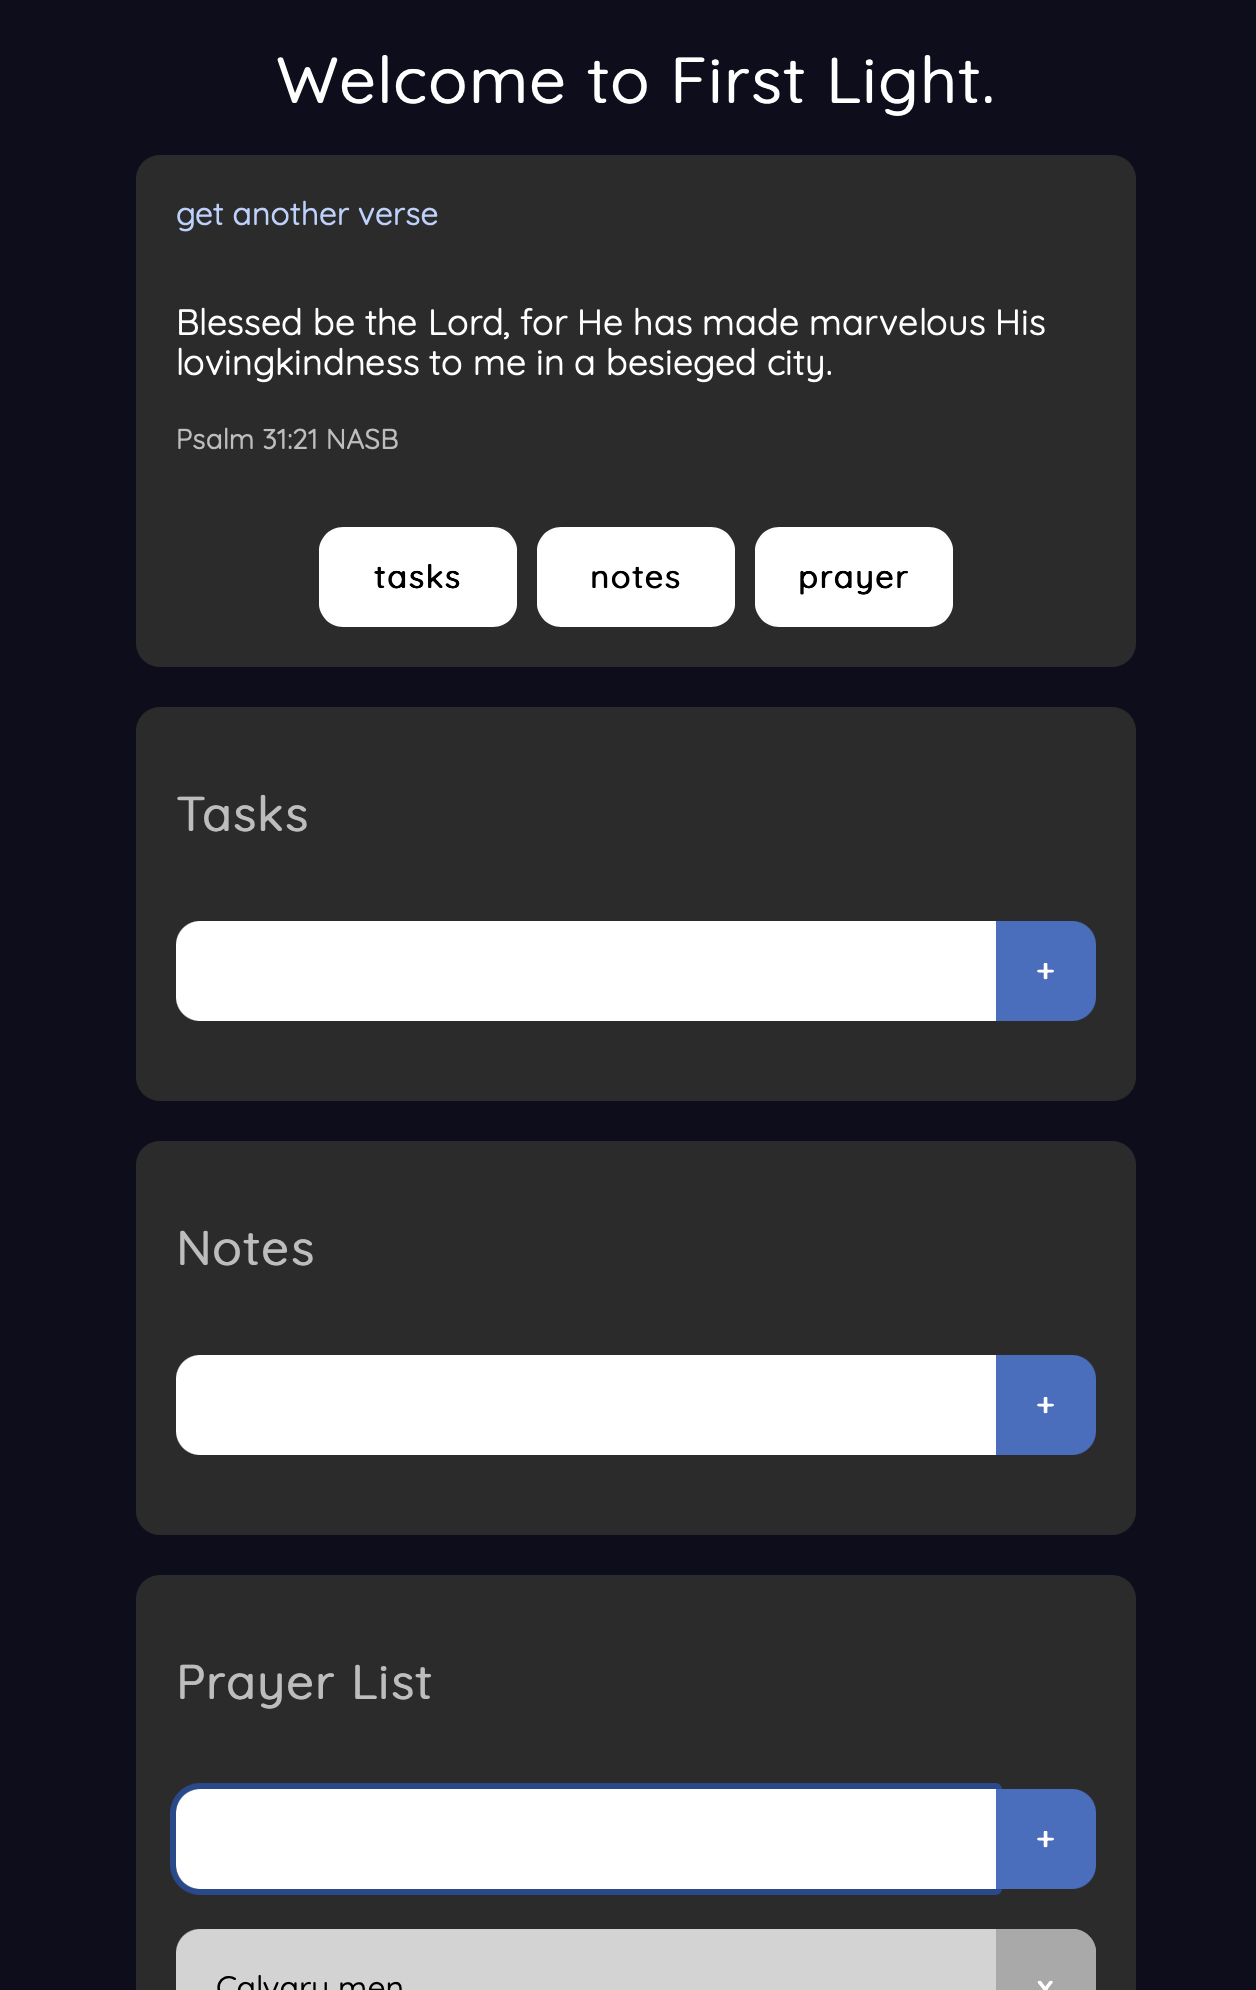 Welcome to First Light.
get another verse
Blessed be the Lord, for He has made marvelous His
lovingkindness to me in a besieged city.
Psalm 31:21 NASB
tasks notes prayer
Tasks
+
Notes
+
Prayer List
+
Calvary men x